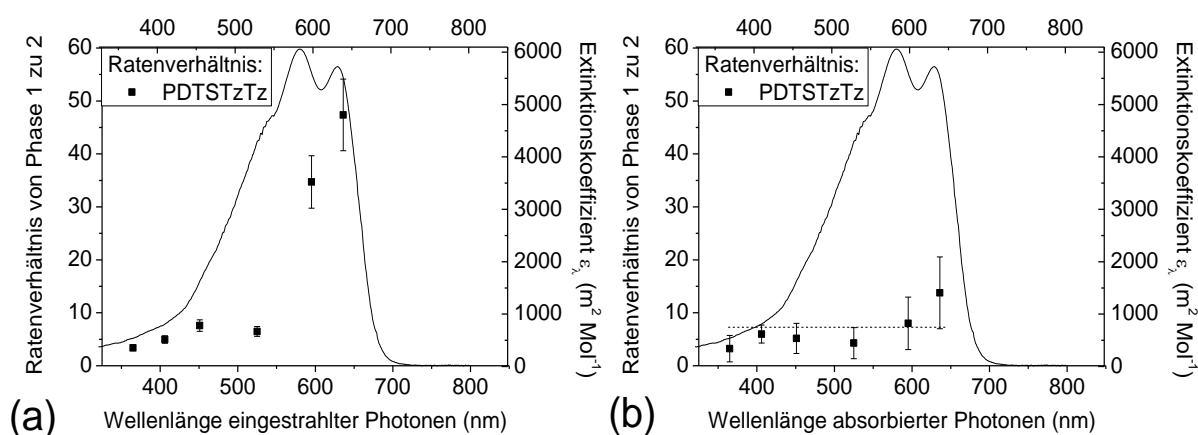 400 500 600 700 800
60
50
40
30
20
10
0
Ratenverhältnis von Phase 1 zu 2
Ratenverhältnis:
PDTSTzTz
6000
5000
4000
3000
2000
1000
0
Extinktionskoeffizient ελ (m² Mol⁻¹)
400 500 600 700 800
(a) Wellenlänge eingestrahlter Photonen (nm)
400 500 600 700 800
60
50
40
30
20
10
0
Ratenverhältnis von Phase 1 zu 2
Ratenverhältnis:
PDTSTzTz
6000
5000
4000
3000
2000
1000
0
Extinktionskoeffizient ελ (m² Mol⁻¹)
400 500 600 700 800
(b) Wellenlänge absorbierter Photonen (nm)